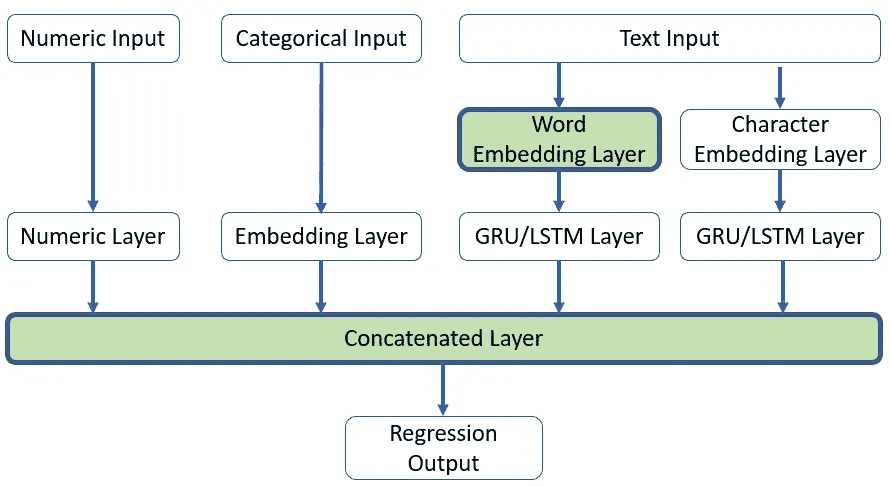 Numeric Input
Categorical Input
Text Input
Word
Embedding Layer
Character
Embedding Layer
Numeric Layer
Embedding Layer
GRU/LSTM Layer
GRU/LSTM Layer
Concatenated Layer
Regression
Output